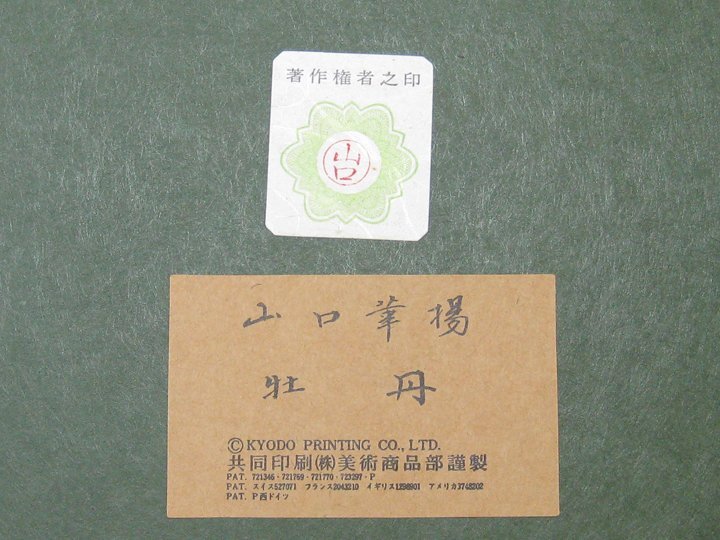 著作権者之印
山口
山口華楊
牡丹
©KYODO PRINTING CO., LTD.
共同印刷(株)美術商品部謹製
PAT. 721346・721769・721770・723297・P
PAT. スイス527071 フランス2043210 イギリス1298901 アメリカ3748202
PAT. P西ドイツ